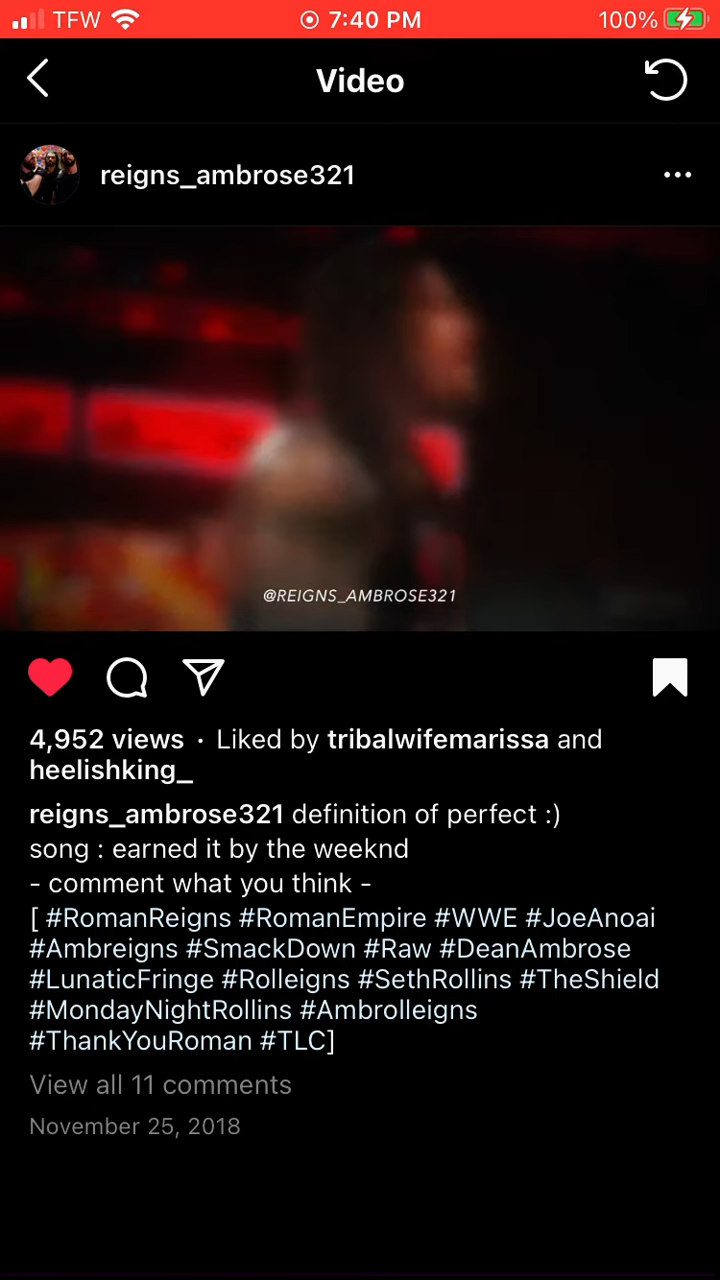 TFW 7:40 PM 100%
Video
reigns_ambrose321
@REIGNS_AMBROSE321
4,952 views · Liked by tribalwifemarissa and
heelishking_
reigns_ambrose321 definition of perfect :)
song : earned it by the weeknd
- comment what you think -
[ #RomanReigns #RomanEmpire #WWE #JoeAnoai
#Ambreigns #SmackDown #Raw #DeanAmbrose
#LunaticFringe #Rolleigns #SethRollins #TheShield
#MondayNightRollins #Ambrolleigns
#ThankYouRoman #TLC]
View all 11 comments
November 25, 2018